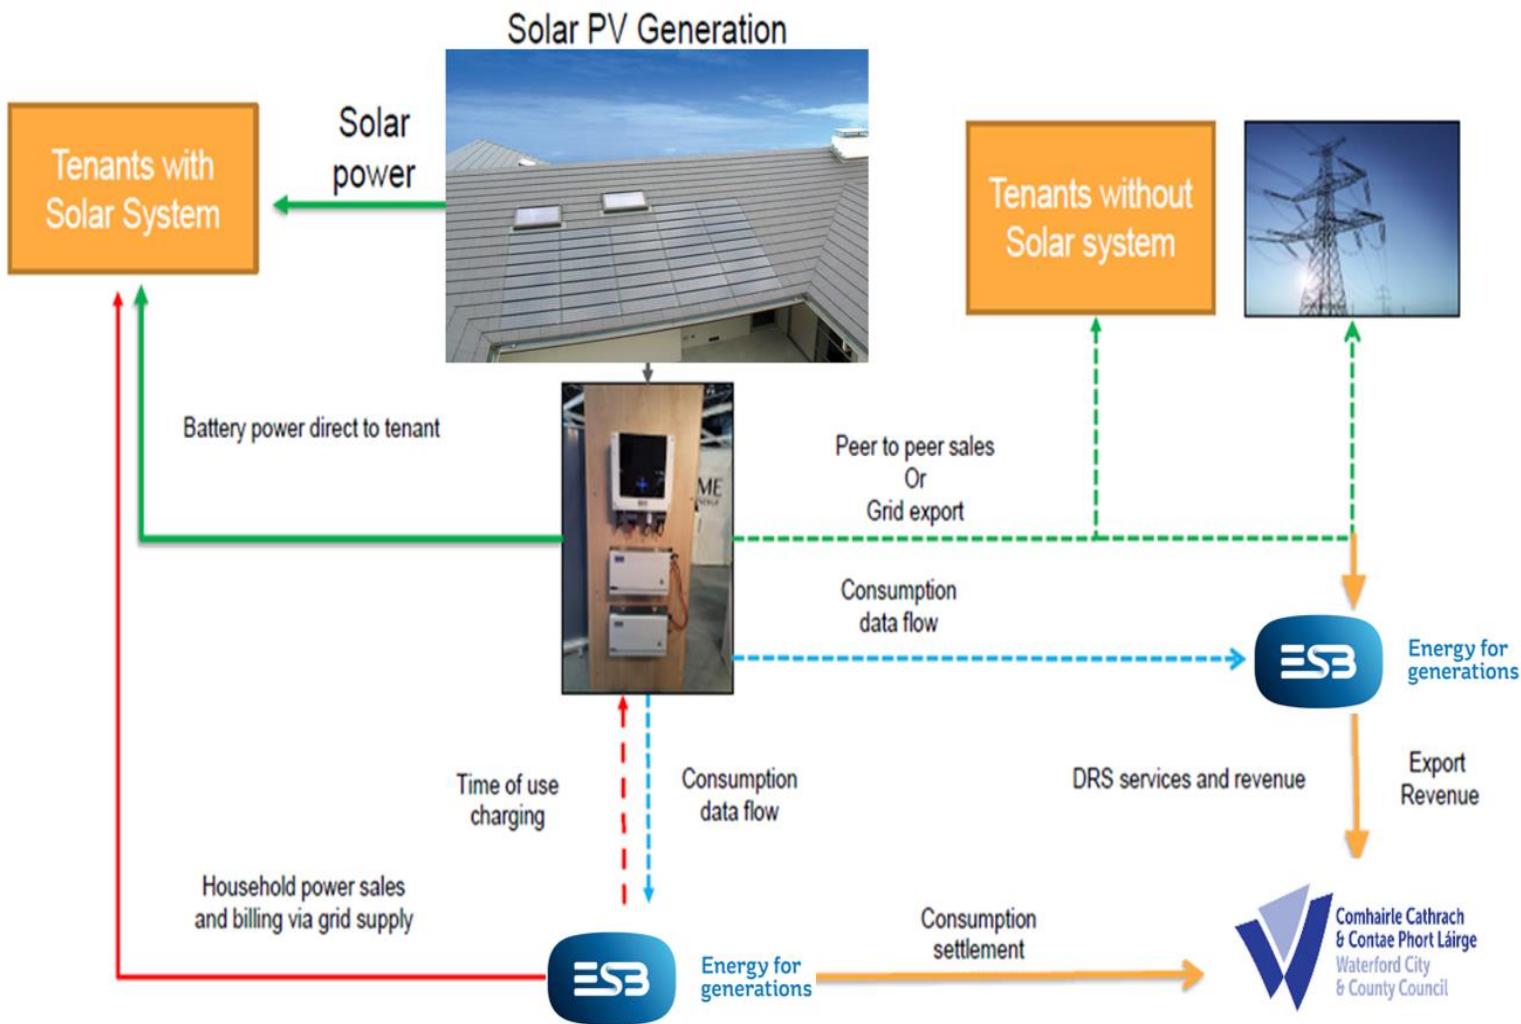 Solar PV Generation
Tenants with
Solar System
Solar
power
Tenants without
Solar system
Battery power direct to tenant
ME
Peer to peer sales
Or
Grid export
Consumption
data flow
ESB
Energy for
generations
Time of use
charging
Consumption
data flow
DRS services and revenue
Export
Revenue
Household power sales
and billing via grid supply
ESB
Energy for
generations
Consumption
settlement
Comhairle Cathrach
& Contae Phort Láirge
Waterford City
& County Council